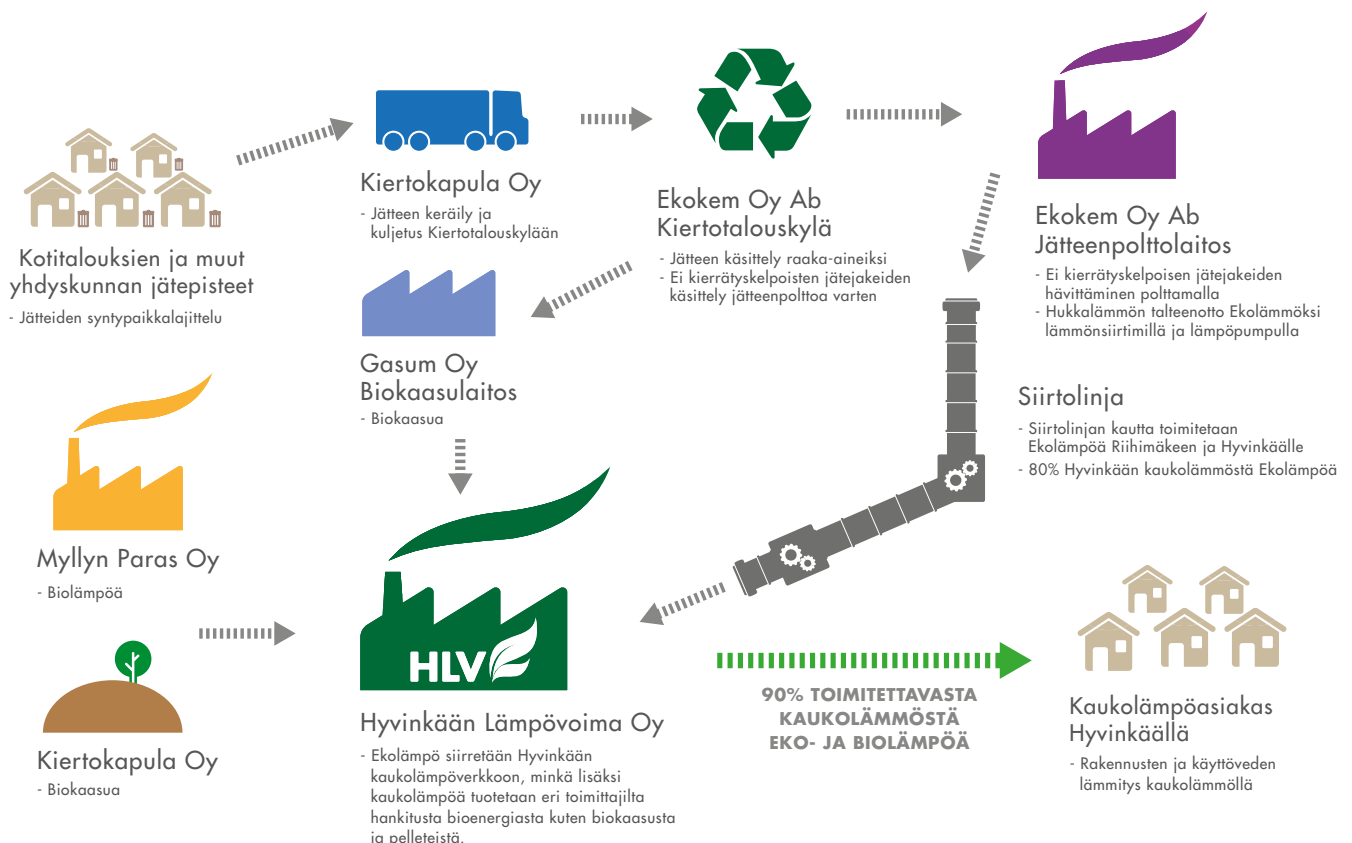 Kotitalouksien ja muut
yhdyskunnan jätepisteet
- Jätteiden syntypaikkalajittelu
Kiertokapula Oy
- Jätteen keräily ja
kuljetus Kiertotalouskylään
Ekokem Oy Ab
Kiertotalouskylä
- Jätteen käsittely raaka-aineiksi
- Ei kierrätyskelpoisten jätejakeiden
käsittely jätteenpolttoa varten
Ekokem Oy Ab
Jätteenpolttolaitos
- Ei kierrätyskelpoisen jätejakeiden
hävittäminen polttamalla
- Hukkalämmön talteenotto Ekolämmöksi
lämmönsiirtimillä ja lämpöpumpulla
Gasum Oy
Biokaasulaitos
- Biokaasua
Siirtolinja
- Siirtolinjan kautta toimitetaan
Ekolämpöä Riihimäkeen ja Hyvinkäälle
- 80% Hyvinkään kaukolämmöstä Ekolämpöä
Myllyn Paras Oy
- Biolämpöä
Kiertokapula Oy
- Biokaasua
HLV
Hyvinkään Lämpövoima Oy
- Ekolämpö siirretään Hyvinkään
kaukolämpöverkkoon, minkä lisäksi
kaukolämpöä tuotetaan eri toimittajilta
hankitusta bioenergiasta kuten biokaasusta
ja pelleteistä.
90% TOIMITETTAVASTA
KAUKOLÄMMÖSTÄ
EKO- JA BIOLÄMPÖÄ
Kaukolämpöasiakas
Hyvinkäällä
- Rakennusten ja käyttöveden
lämmitys kaukolämmöllä